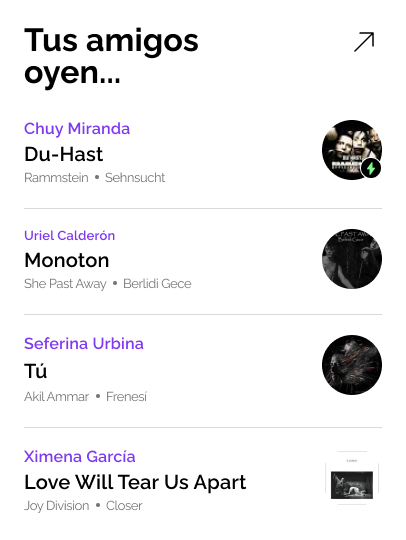 Tus amigos
oyen...
Chuy Miranda
Du-Hast
Rammstein • Sehnsucht
Uriel Calderón
Monoton
She Past Away • Berlidi Gece
Seferina Urbina
Tú
Akil Ammar • Frenesí
Ximena García
Love Will Tear Us Apart
Joy Division • Closer